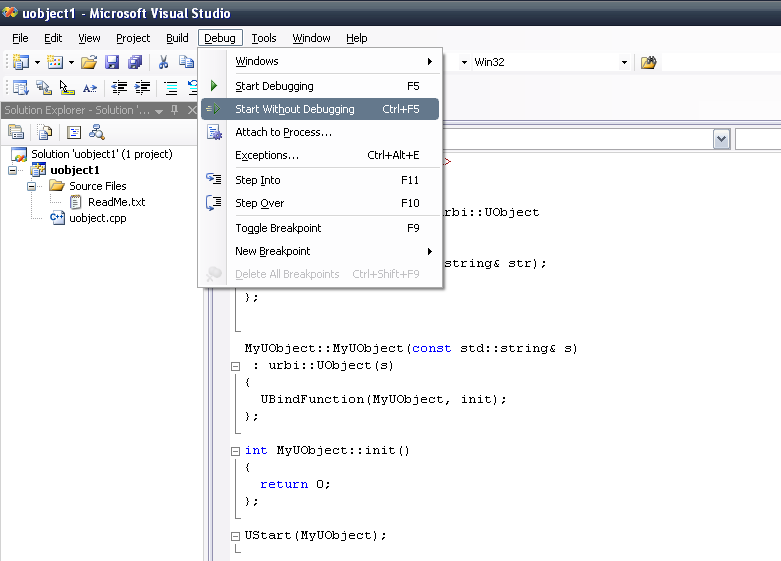 uobject1 - Microsoft Visual Studio
File Edit View Project Build Debug Tools Window Help
Win32
Solution Explorer - Solution '...
Solution 'uobject1' (1 project)
uobject1
Source Files
ReadMe.txt
uobject.cpp
Windows
Start Debugging F5
Start Without Debugging Ctrl+F5
Attach to Process...
Exceptions... Ctrl+Alt+E
Step Into F11
Step Over F10
Toggle Breakpoint F9
New Breakpoint
Delete All Breakpoints Ctrl+Shift+F9
>
rbi::UObject
string& str);
};
MyUObject::MyUObject(const std::string& s)
: urbi::UObject(s)
{
UBindFunction(MyUObject, init);
};
int MyUObject::init()
{
return 0;
};
UStart(MyUObject);